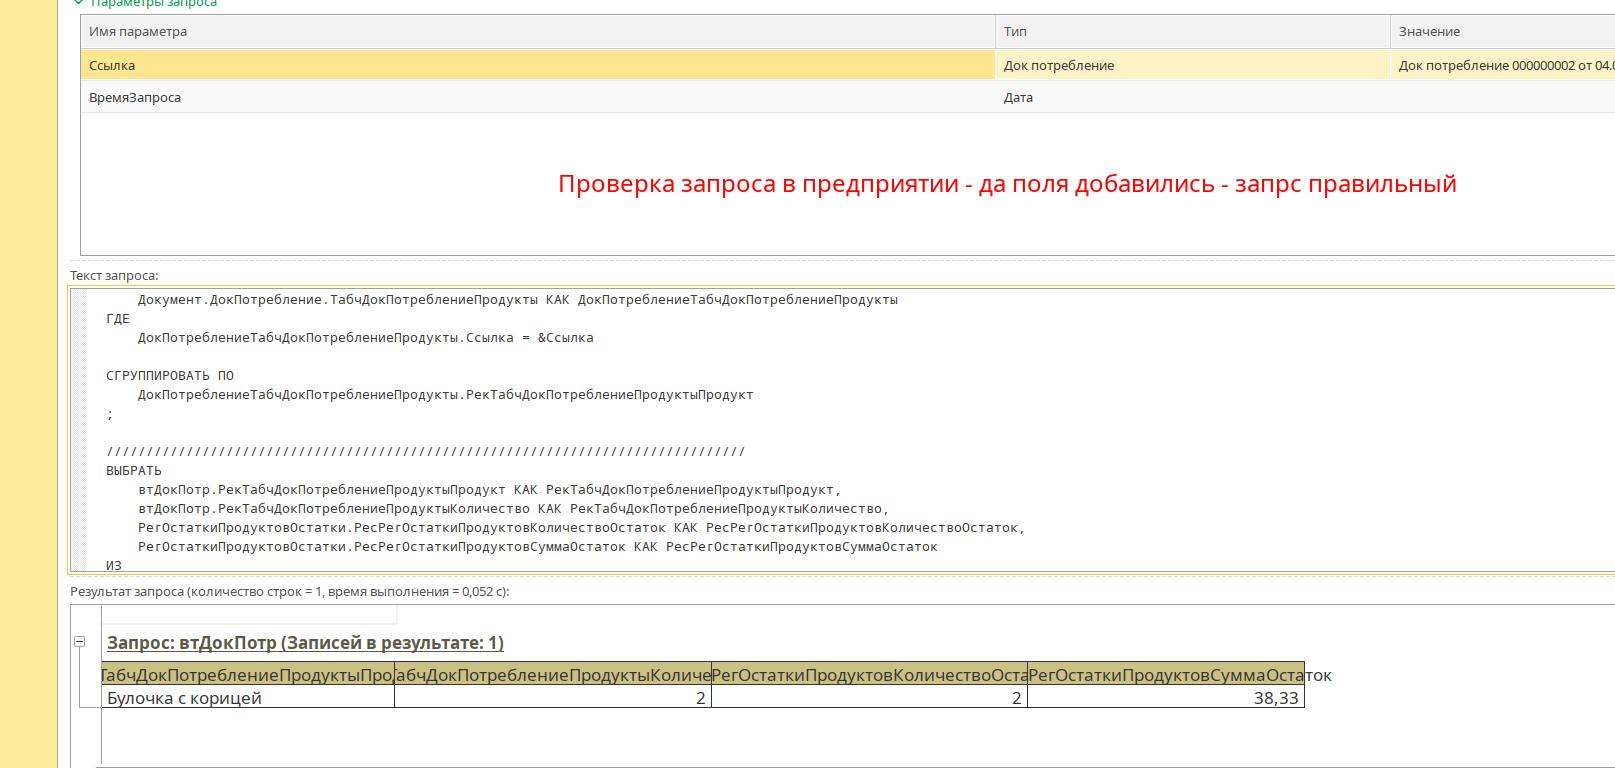 Параметры запроса
Имя параметра Тип Значение
Ссылка Док потребление Док потребление 000000002 от 04.0
ВремяЗапроса Дата
Проверка запроса в предприятии - да поля добавились - запрс правильный
Текст запроса:
Документ.ДокПотребление.ТабчДокПотреблениеПродукты КАК ДокПотреблениеТабчДокПотреблениеПродукты
ГДЕ
ДокПотреблениеТабчДокПотреблениеПродукты.Ссылка = &Ссылка
СГРУППИРОВАТЬ ПО
ДокПотреблениеТабчДокПотреблениеПродукты.РекТабчДокПотреблениеПродуктыПродукт
;
////////////////////////////////////////////////////////////////////////////////
ВЫБРАТЬ
втДокПотр.РекТабчДокПотреблениеПродуктыПродукт КАК РекТабчДокПотреблениеПродуктыПродукт,
втДокПотр.РекТабчДокПотреблениеПродуктыКоличество КАК РекТабчДокПотреблениеПродуктыКоличество,
РегОстаткиПродуктовОстатки.РесРегОстаткиПродуктовКоличествоОстаток КАК РесРегОстаткиПродуктовКоличествоОстаток,
РегОстаткиПродуктовОстатки.РесРегОстаткиПродуктовСуммаОстаток КАК РесРегОстаткиПродуктовСуммаОстаток
ИЗ
Результат запроса (количество строк = 1, время выполнения = 0,052 с):
Запрос: втДокПотр (Записей в результате: 1)
ТабчДокПотреблениеПродуктыПро ТабчДокПотреблениеПродуктыКоличе РегОстаткиПродуктовКоличествоОста РегОстаткиПродуктовСуммаОстаток
Булочка с корицей 2 2 38,33